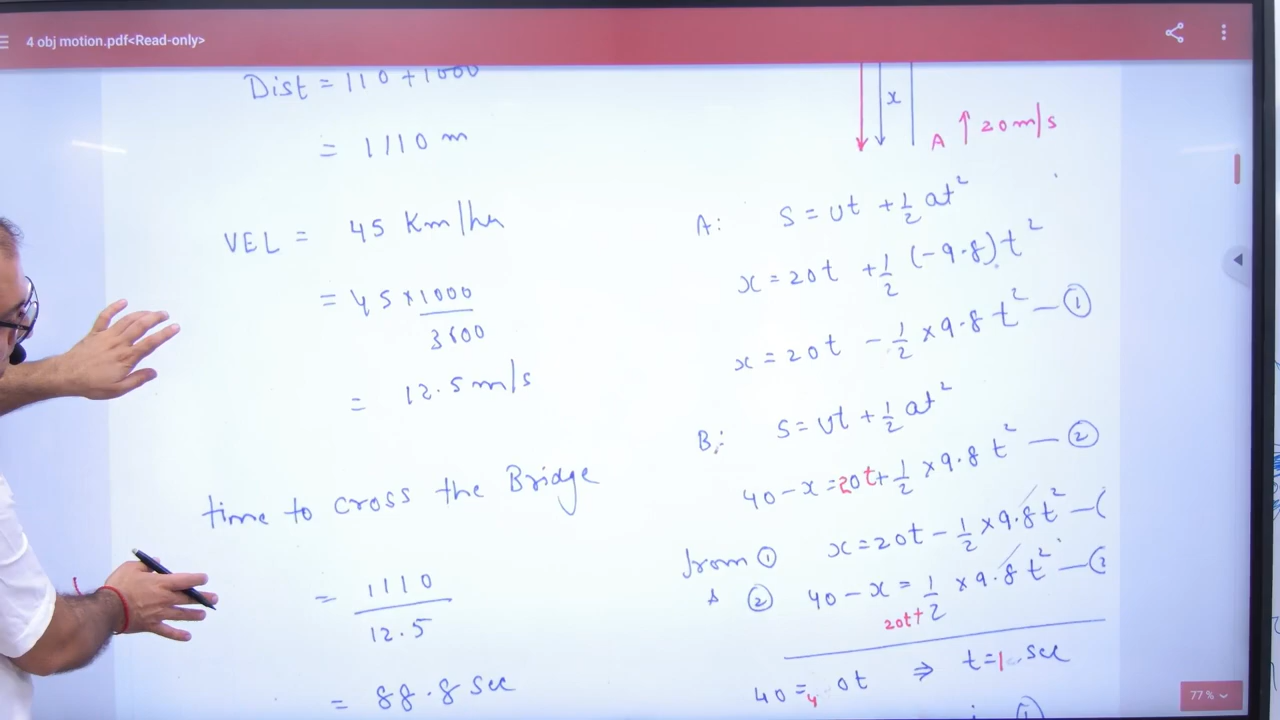 4 obj motion.pdf<Read-only>
Dist = 110 + 1000
= 1110 m
VEL = 45 Km/hr
= 45 × 1000
3600
= 12.5 m/s
time to cross the Bridge
= 1110
12.5
= 88.8 sec
x
A ↑ 20 m/s
A: S = ut + 1/2 at²
x = 20t + 1/2 (-9.8) t²
x = 20t - 1/2 × 9.8 t² — ①
B: S = ut + 1/2 at²
40 - x = 20t + 1/2 × 9.8 t² — ②
from ① x = 20t - 1/2 × 9.8 t² — (
& ② 40 - x = 1/2 × 9.8 t² — (2
20t+
40 = 40t ⇒ t = 1 sec
①
77%